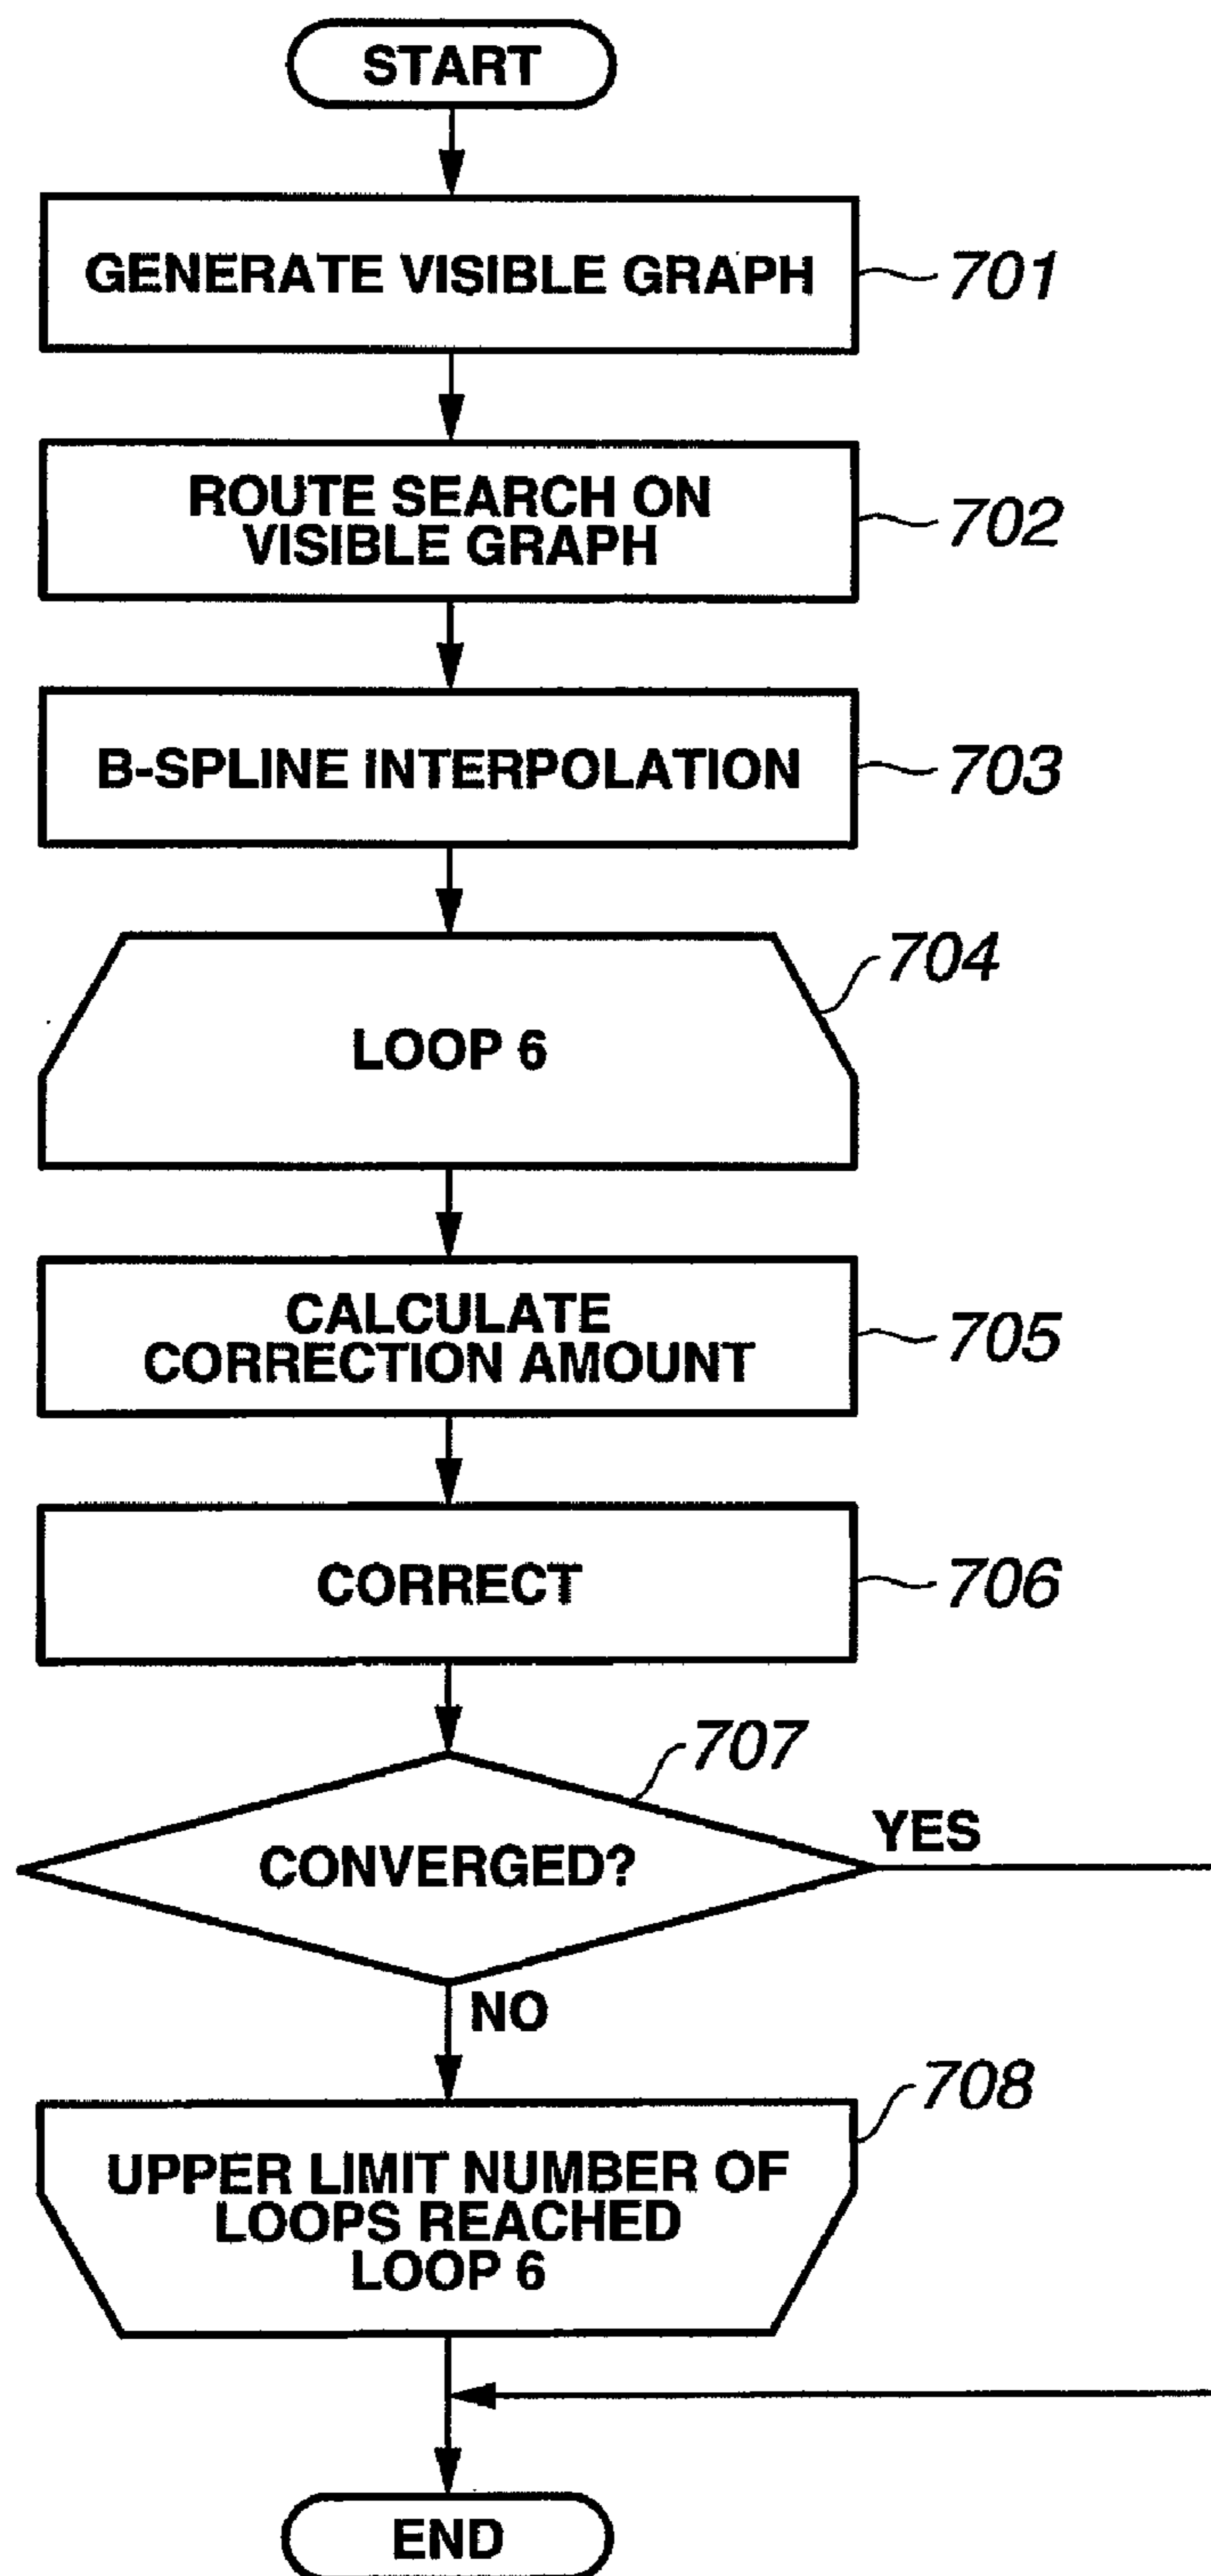 START
GENERATE VISIBLE GRAPH
701
ROUTE SEARCH ON
VISIBLE GRAPH
702
B-SPLINE INTERPOLATION
703
704
LOOP 6
CALCULATE
CORRECTION AMOUNT
705
CORRECT
706
707
CONVERGED?
YES
NO
708
UPPER LIMIT NUMBER OF
LOOPS REACHED
LOOP 6
END